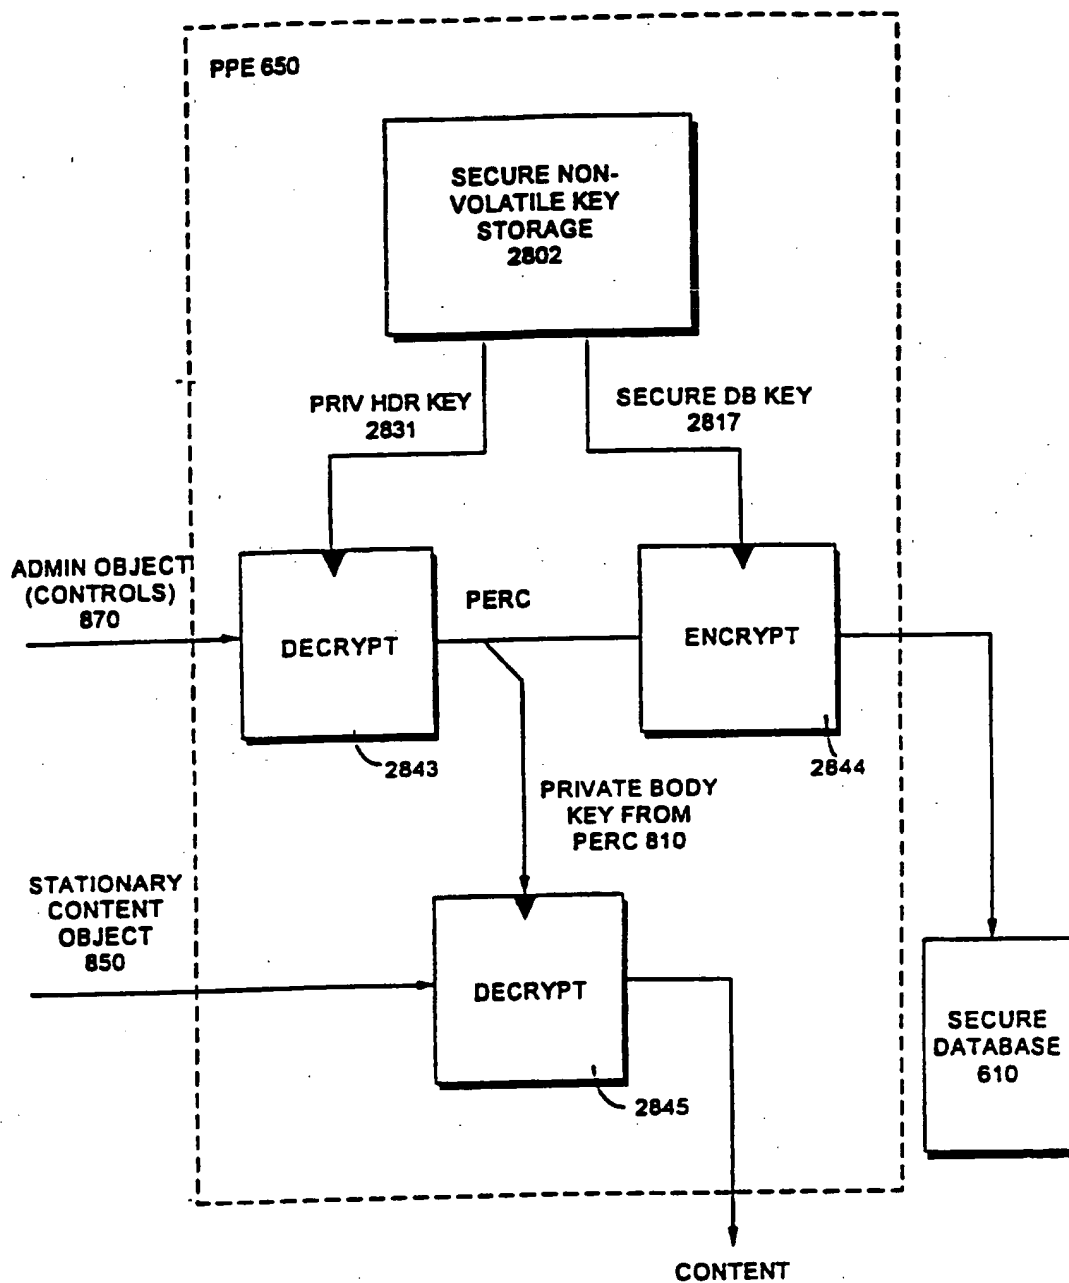 PPE 650
SECURE NON-
VOLATILE KEY
STORAGE
2802
PRIV HDR KEY
2831
SECURE DB KEY
2817
ADMIN OBJECT
(CONTROLS)
870
DECRYPT
PERC
ENCRYPT
2843
2844
PRIVATE BODY
KEY FROM
PERC 810
STATIONARY
CONTENT
OBJECT
850
DECRYPT
2845
SECURE
DATABASE
610
CONTENT